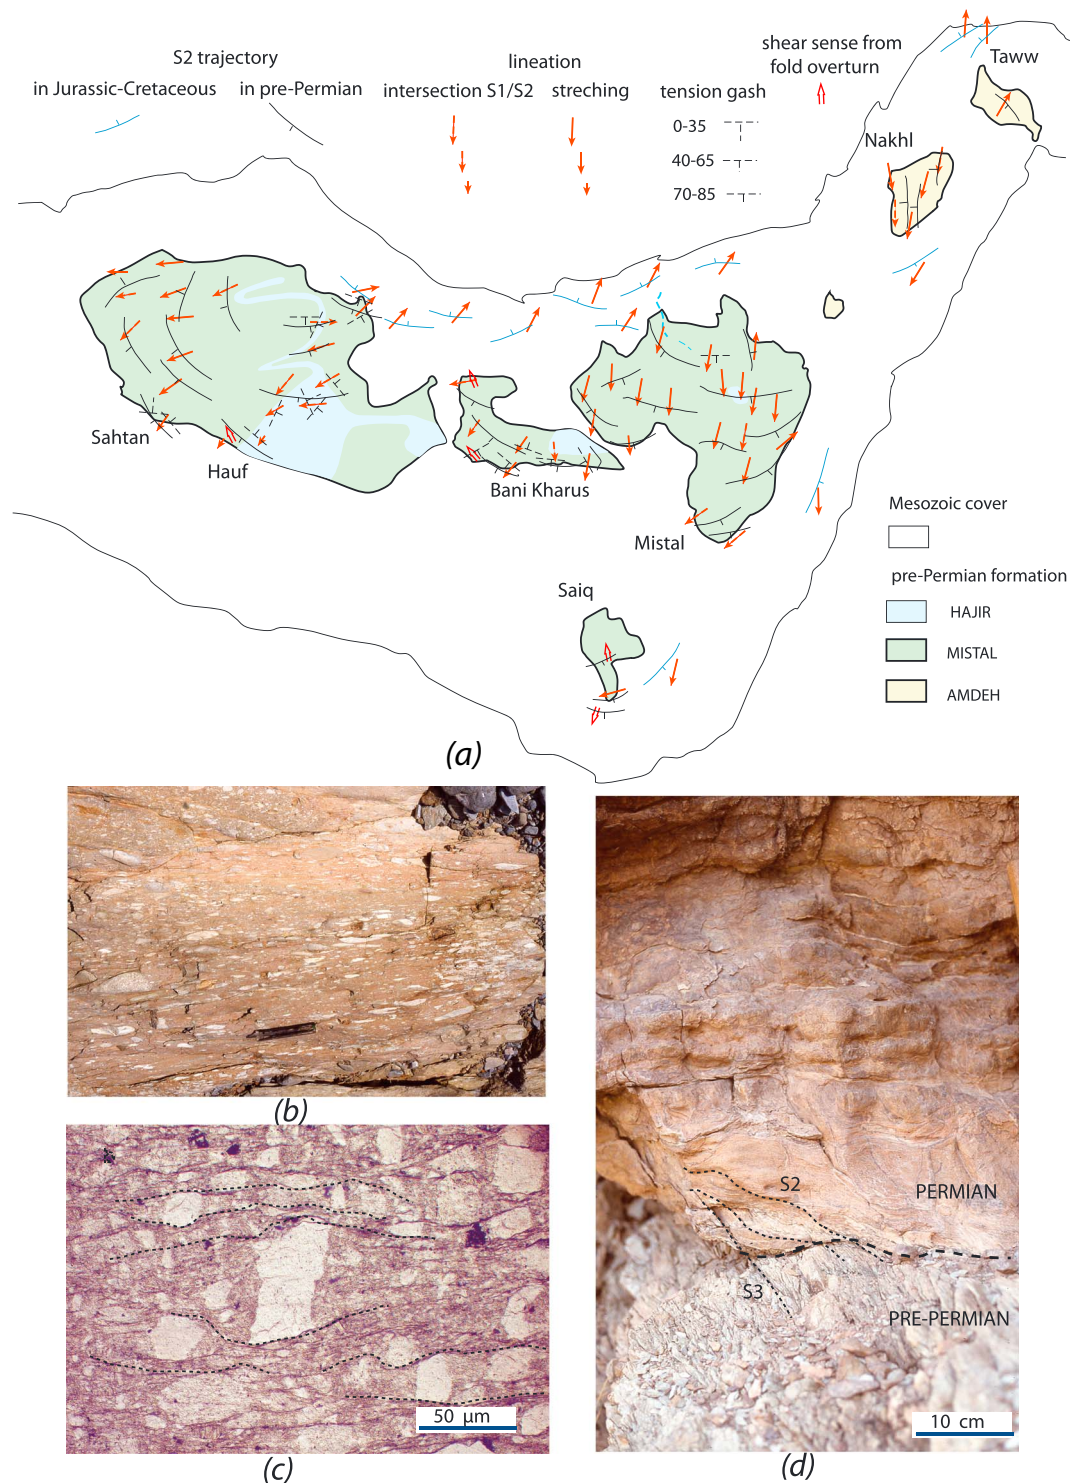 S2 trajectory
in Jurassic-Cretaceous
in pre-Permian
lineation
intersection S1/S2
streching
tension gash
0-35
40-65
70-85
shear sense from
fold overturn
Taww
Nakhl
Sahtan
Hauf
Bani Kharus
Mistal
Saiq
Mesozoic cover
pre-Permian formation
HAJIR
MISTAL
AMDEH
(a)
(b)
50 µm
(c)
S2
PERMIAN
S3
PRE-PERMIAN
10 cm
(d)